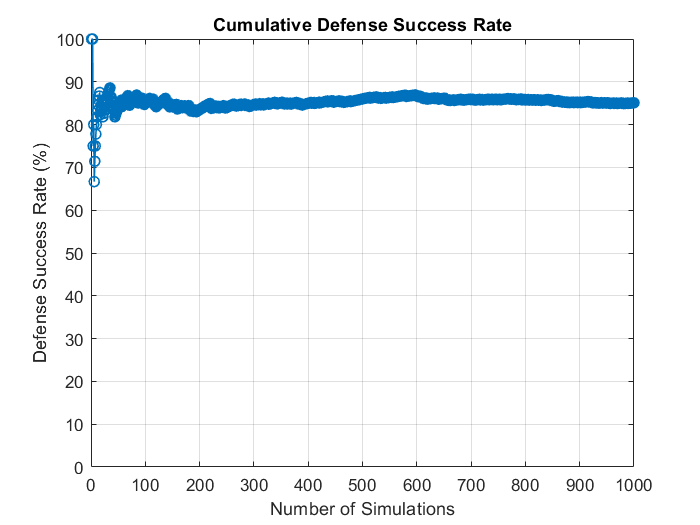 Cumulative Defense Success Rate
100
90
80
70
60
50
40
30
20
10
0
Defense Success Rate (%)
0 100 200 300 400 500 600 700 800 900 1000
Number of Simulations